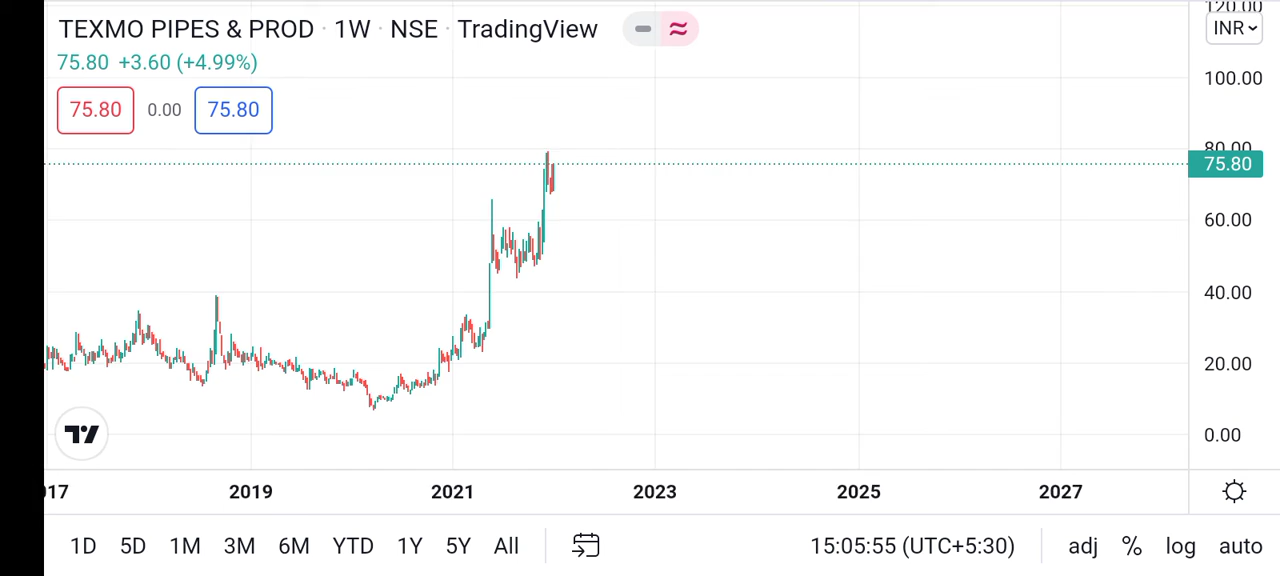 TEXMO PIPES & PROD · 1W · NSE · TradingView
75.80 +3.60 (+4.99%)
75.80 0.00 75.80
120.00
INR
100.00
80.00
75.80
60.00
40.00
20.00
0.00
017 2019 2021 2023 2025 2027
1D 5D 1M 3M 6M YTD 1Y 5Y All 15:05:55 (UTC+5:30) adj % log auto